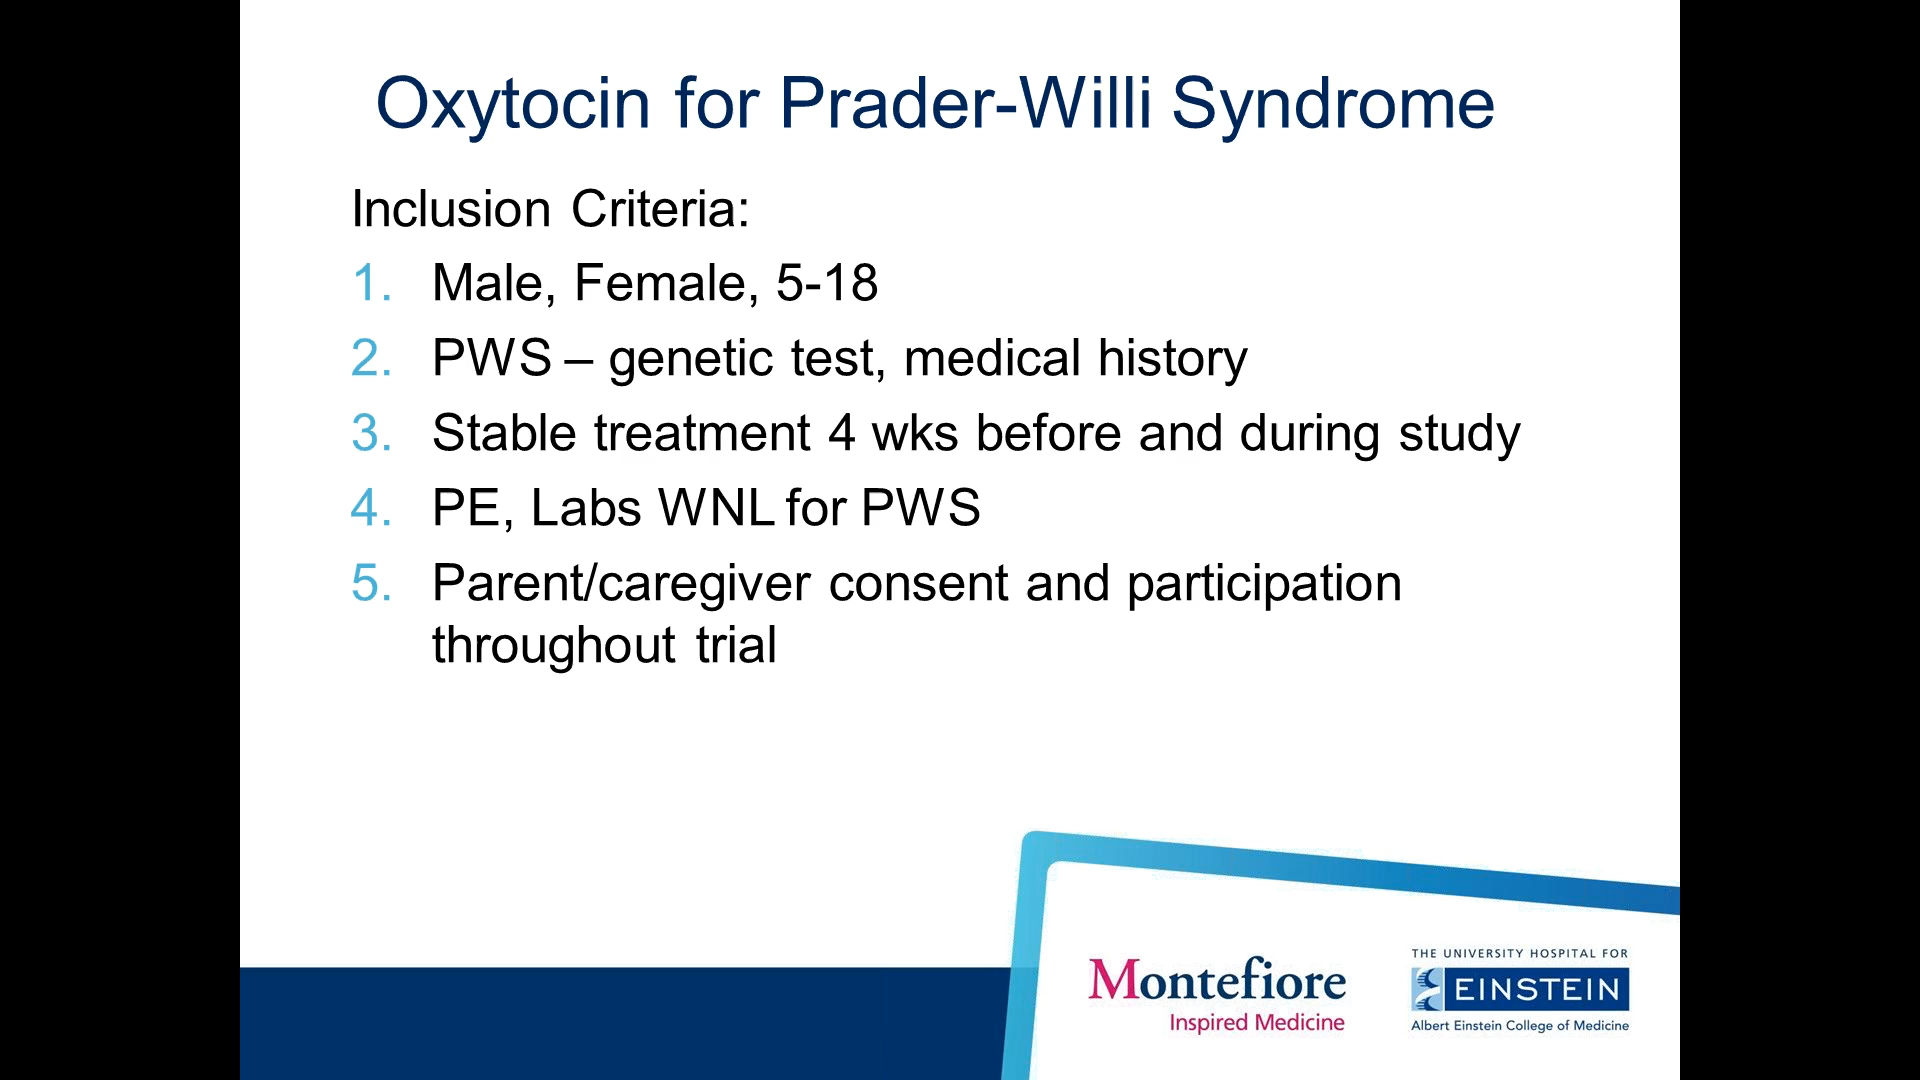 Oxytocin for Prader-Willi Syndrome
Inclusion Criteria:
1. Male, Female, 5-18
2. PWS – genetic test, medical history
3. Stable treatment 4 wks before and during study
4. PE, Labs WNL for PWS
5. Parent/caregiver consent and participation
throughout trial
Montefiore
Inspired Medicine
THE UNIVERSITY HOSPITAL FOR
EINSTEIN
Albert Einstein College of Medicine